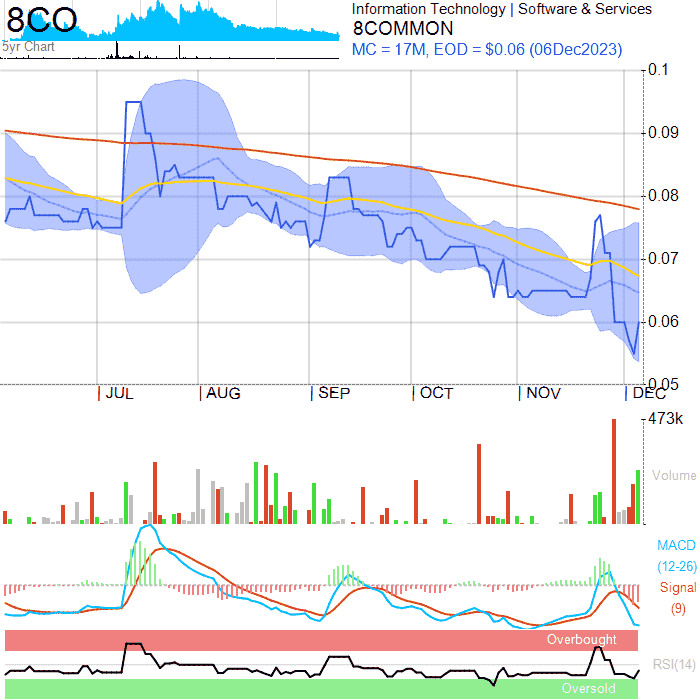 8CO
5yr Chart
Information Technology | Software & Services
8COMMON
MC = 17M, EOD = $0.06 (06Dec2023)
0.1
0.09
0.08
0.07
0.06
0.05
JUL AUG SEP OCT NOV DEC
473k
Volume
MACD
(12-26)
Signal
(9)
Overbought
RSI(14)
Oversold